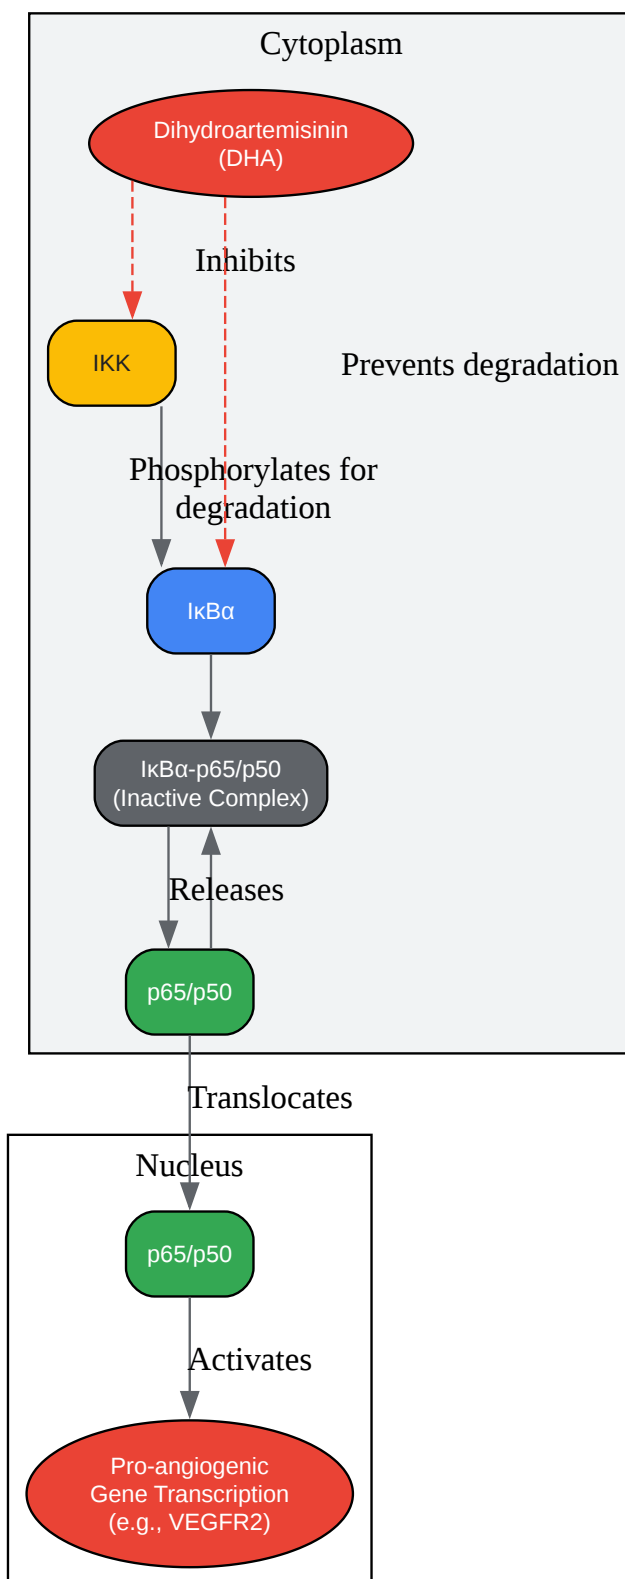 Cytoplasm
Dihydroartemisinin
(DHA)
Inhibits
IKK
Prevents degradation
Phosphorylates for
degradation
IκBα
IκBα-p65/p50
(Inactive Complex)
Releases
p65/p50
Translocates
Nucleus
p65/p50
Activates
Pro-angiogenic
Gene Transcription
(e.g., VEGFR2)